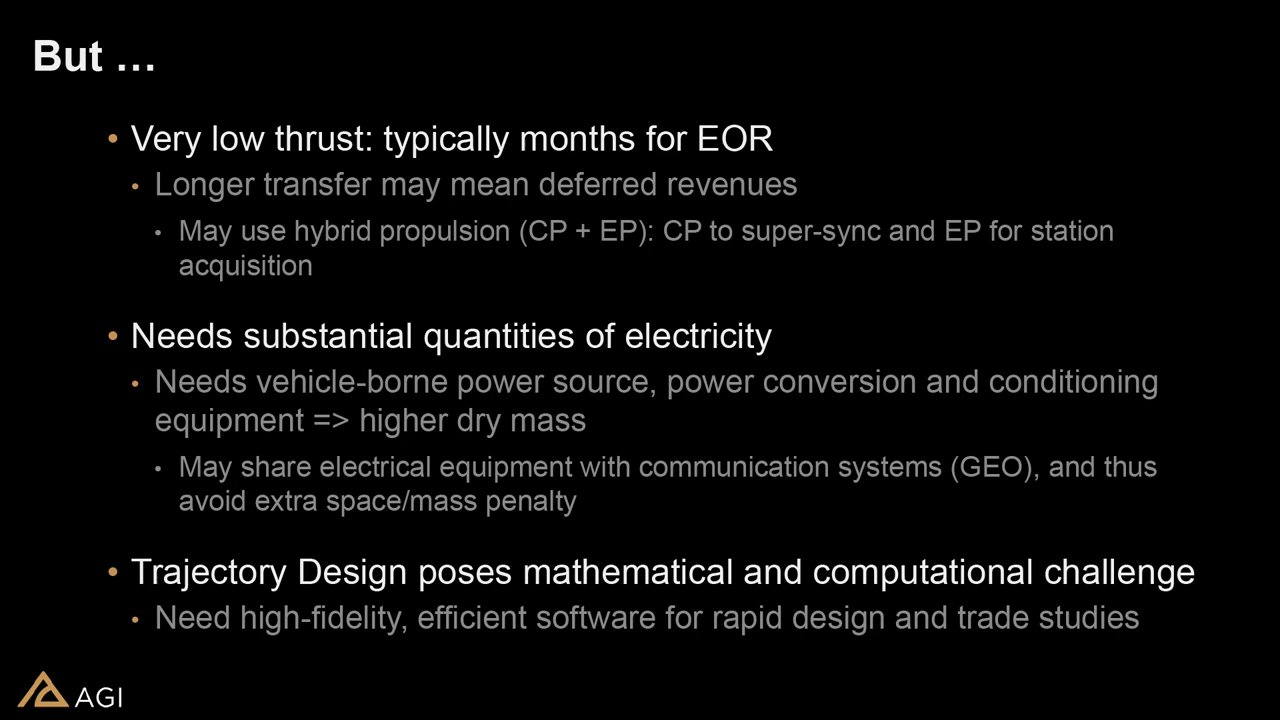 But …
• Very low thrust: typically months for EOR
• Longer transfer may mean deferred revenues
• May use hybrid propulsion (CP + EP): CP to super-sync and EP for station
acquisition
• Needs substantial quantities of electricity
• Needs vehicle-borne power source, power conversion and conditioning
equipment => higher dry mass
• May share electrical equipment with communication systems (GEO), and thus
avoid extra space/mass penalty
• Trajectory Design poses mathematical and computational challenge
• Need high-fidelity, efficient software for rapid design and trade studies
AGI